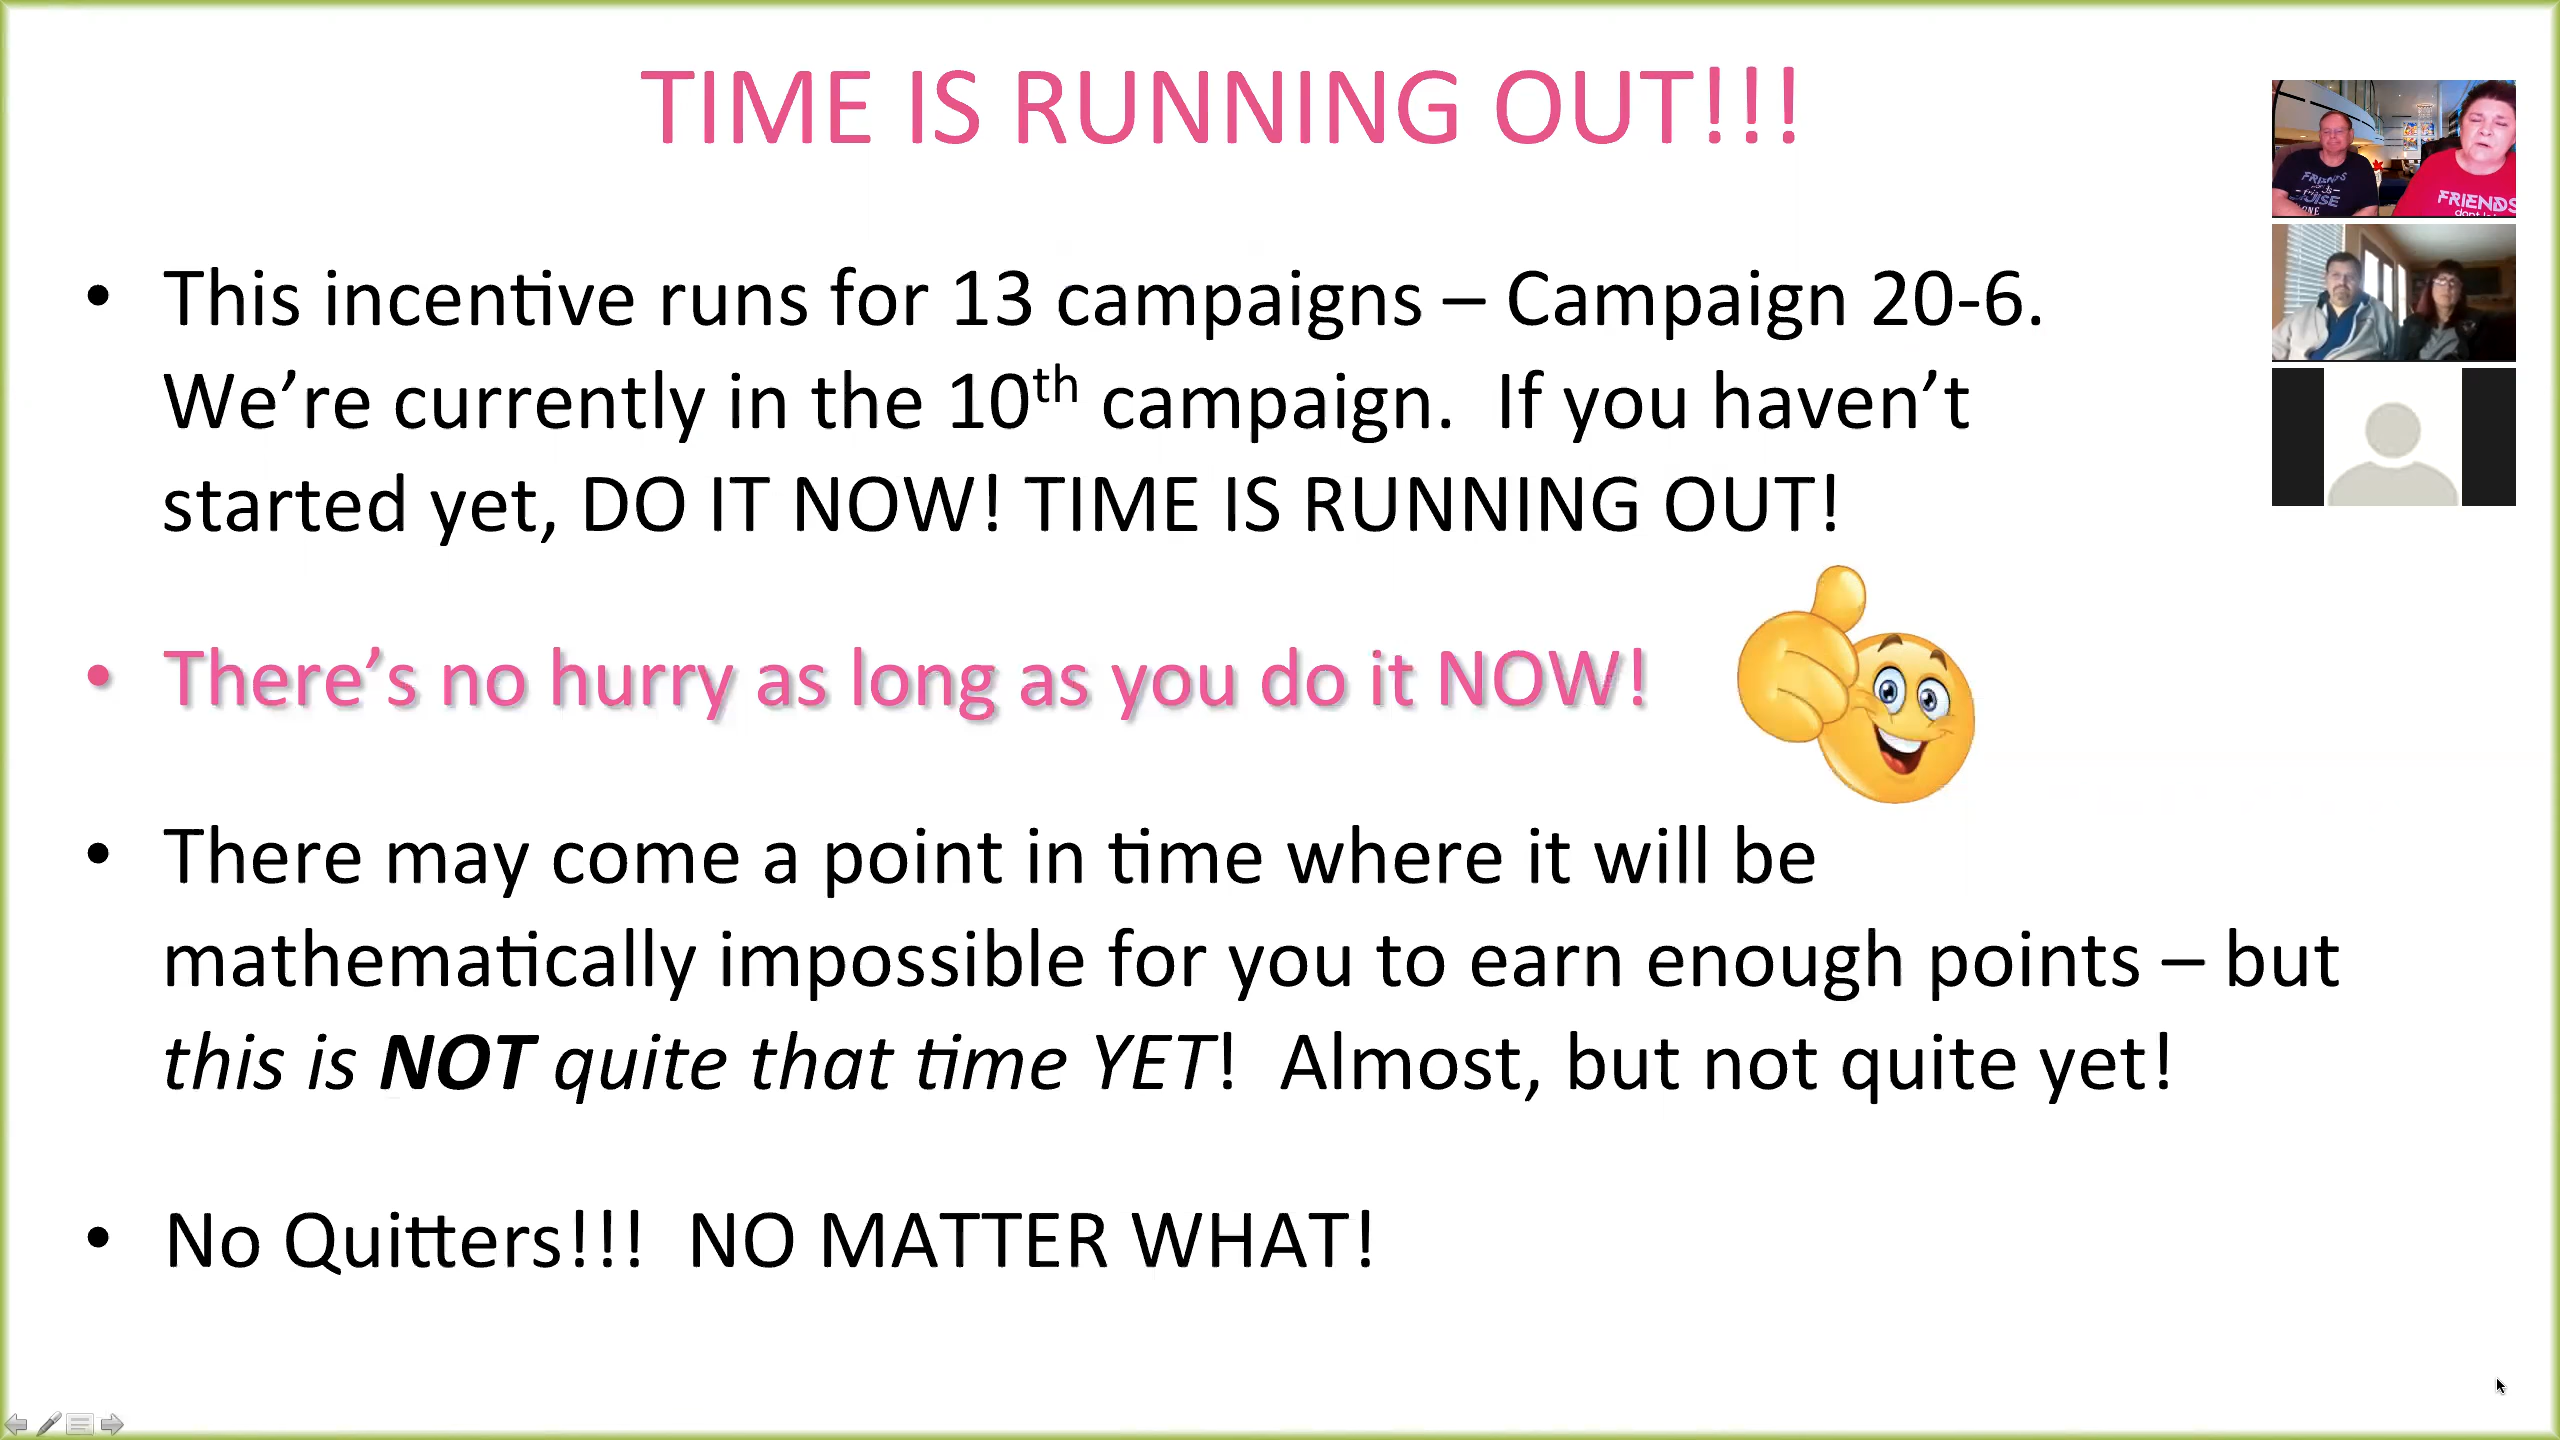 TIME IS RUNNING OUT!!!
• This incentive runs for 13 campaigns – Campaign 20-6.
We’re currently in the 10th campaign.  If you haven’t
started yet, DO IT NOW! TIME IS RUNNING OUT!
• There’s no hurry as long as you do it NOW!
• There may come a point in time where it will be
mathematically impossible for you to earn enough points – but
this is NOT quite that time YET!  Almost, but not quite yet!
• No Quitters!!!  NO MATTER WHAT!
FRIENDS
FRIENDS